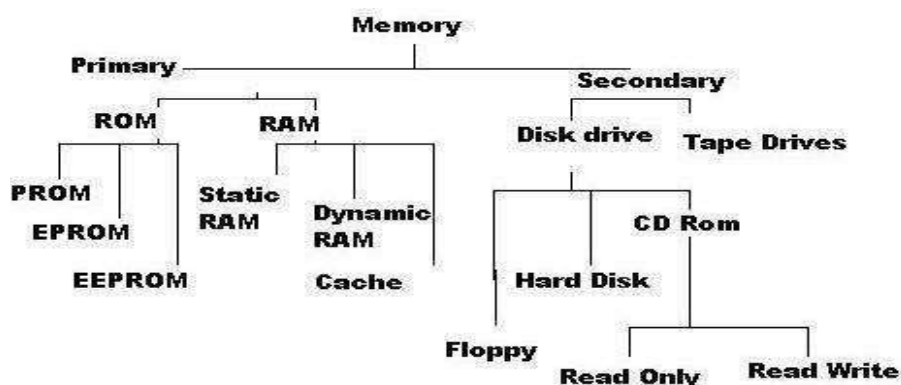 Memory
Primary
Secondary
ROM
RAM
Disk drive
Tape Drives
PROM
Static
RAM
Dynamic
RAM
EPROM
CD Rom
EEPROM
Cache
Hard Disk
Floppy
Read Only
Read Write